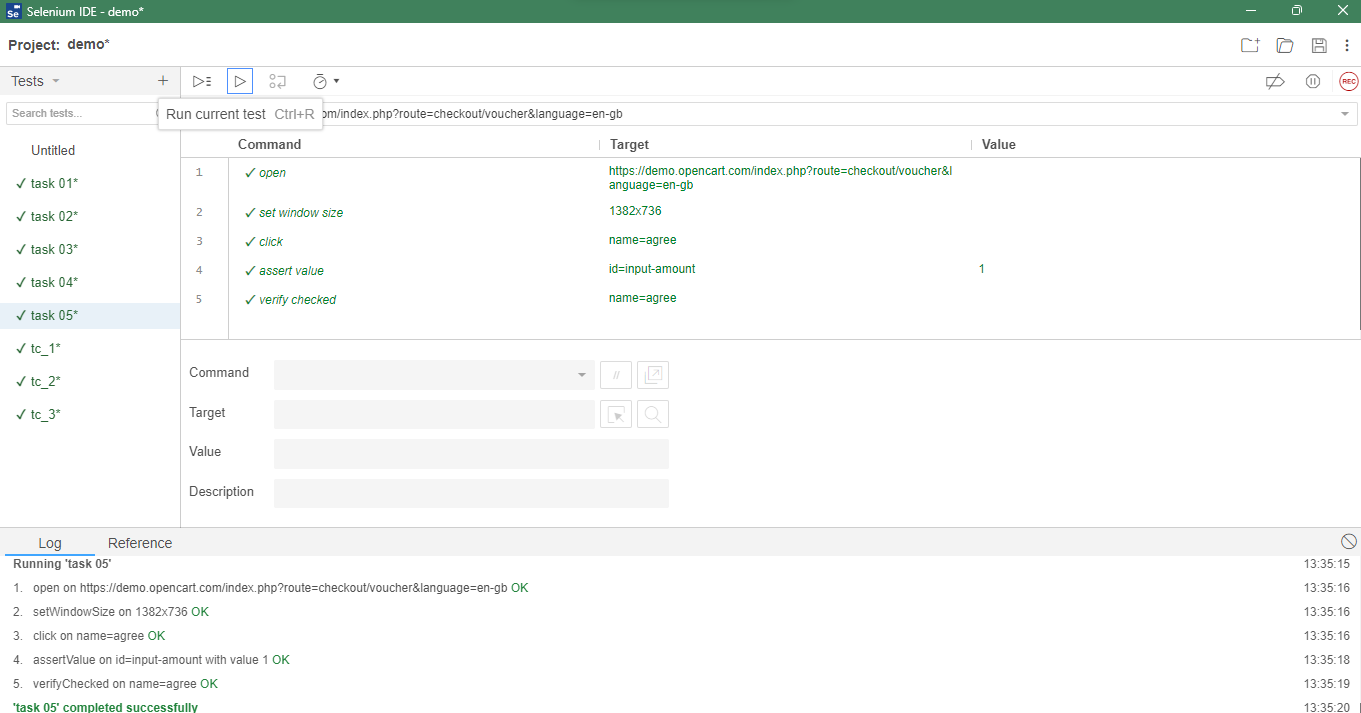 Se Selenium IDE - demo*
Project: demo*
Tests
Search tests...
Run current test Ctrl+R
om/index.php?route=checkout/voucher&language=en-gb
Command Target Value
Untitled
✓ task 01*
✓ task 02*
✓ task 03*
✓ task 04*
✓ task 05*
✓ tc_1*
✓ tc_2*
✓ tc_3*
1 ✓ open https://demo.opencart.com/index.php?route=checkout/voucher&l
anguage=en-gb
2 ✓ set window size 1382x736
3 ✓ click name=agree
4 ✓ assert value id=input-amount 1
5 ✓ verify checked name=agree
REC
Command //
Target
Value
Description
Log Reference
Running 'task 05' 13:35:15
1. open on https://demo.opencart.com/index.php?route=checkout/voucher&language=en-gb OK 13:35:16
2. setWindowSize on 1382x736 OK 13:35:16
3. click on name=agree OK 13:35:16
4. assertValue on id=input-amount with value 1 OK 13:35:18
5. verifyChecked on name=agree OK 13:35:19
'task 05' completed successfully 13:35:20